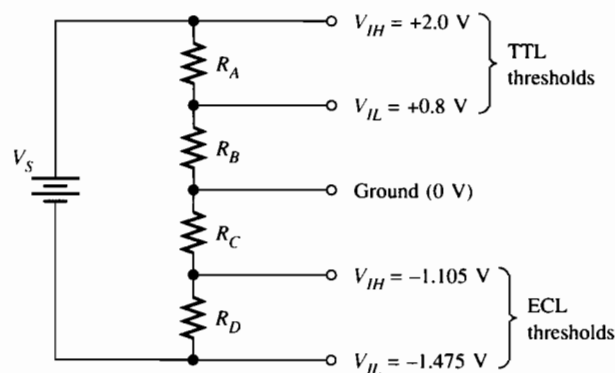 V_IH = +2.0 V
TTL
thresholds
R_A
V_IL = +0.8 V
R_B
V_S
Ground (0 V)
R_C
V_IH = −1.105 V
ECL
thresholds
R_D
V_IL = −1.475 V